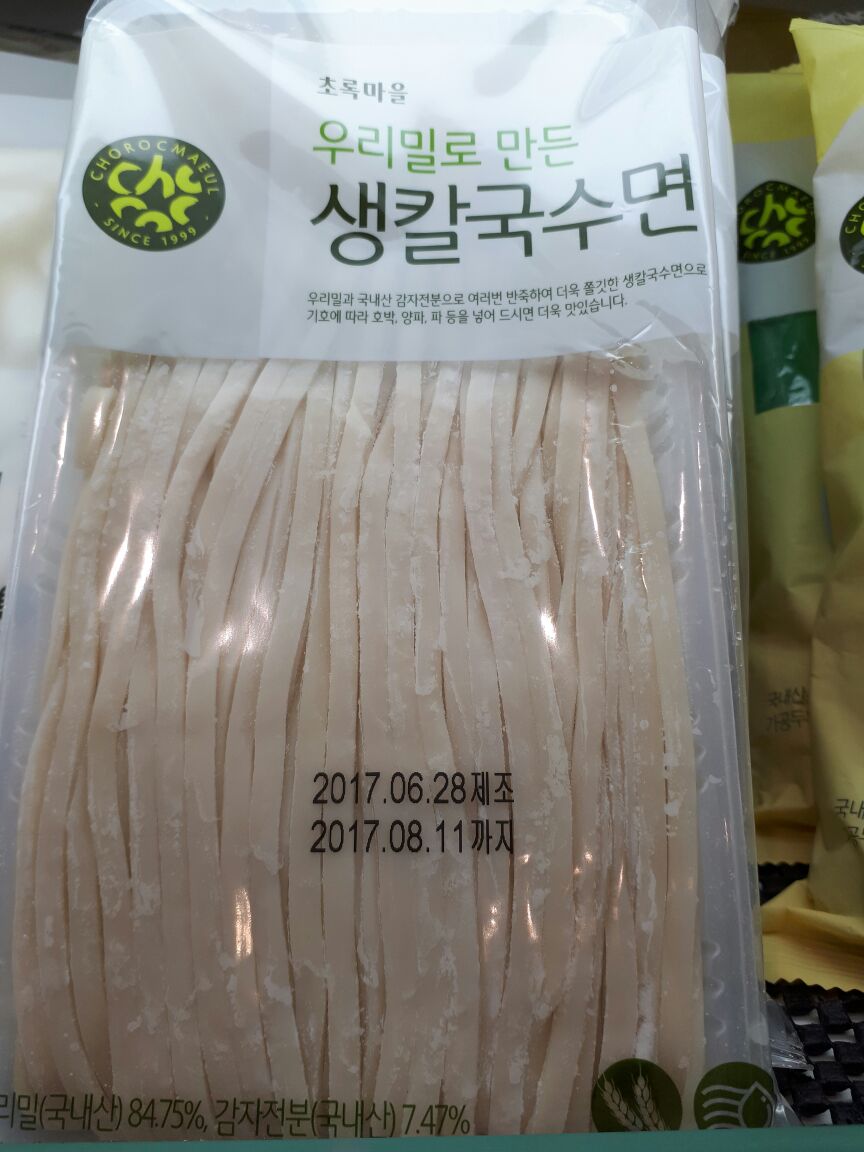 초록마을
우리밀로 만든
생칼국수면
우리밀과 국내산 감자전분으로 여러번 반죽하여 더욱 쫄깃한 생칼국수면으로
기호에 따라 호박, 양파, 파 등을 넣어 드시면 더욱 맛있습니다.
CHOROCMAEUL
SINCE 1999
2017.06.28제조
2017.08.11까지
리밀(국내산) 84.75%, 감자전분(국내산) 7.47%